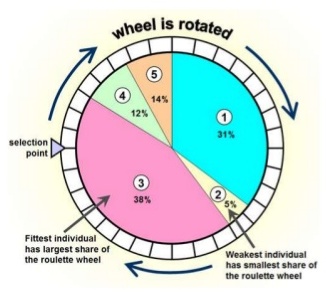 wheel is rotated
5
14%
4
12%
1
31%
selection
point
3
38%
2
5%
Fittest individual
has largest share of
the roulette wheel
Weakest individual
has smallest share of
the roulette wheel